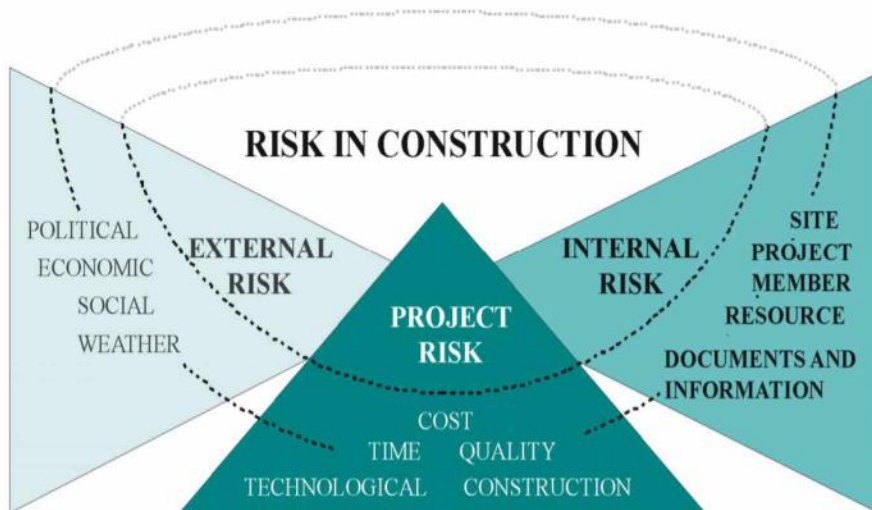 RISK IN CONSTRUCTION
POLITICAL
ECONOMIC
SOCIAL
WEATHER
EXTERNAL
RISK
PROJECT
RISK
COST
TIME QUALITY
TECHNOLOGICAL CONSTRUCTION
INTERNAL
RISK
SITE
PROJECT
MEMBER
RESOURCE
DOCUMENTS AND
INFORMATION